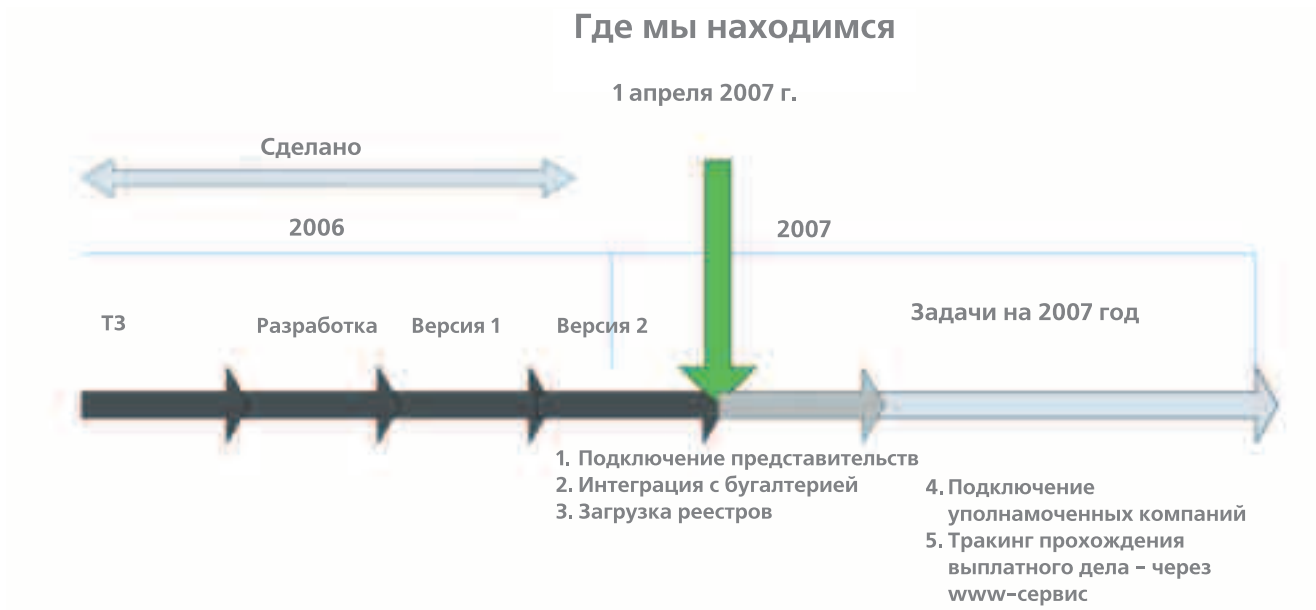 Где мы находимся
1 апреля 2007 г.
Сделано
2006
2007
ТЗ
Разработка
Версия 1
Версия 2
Задачи на 2007 год
1. Подключение представительств
2. Интеграция с бугалтерией
3. Загрузка реестров
4. Подключение
уполнамоченных компаний
5. Тракинг прохождения
выплатного дела – через
www–сервис